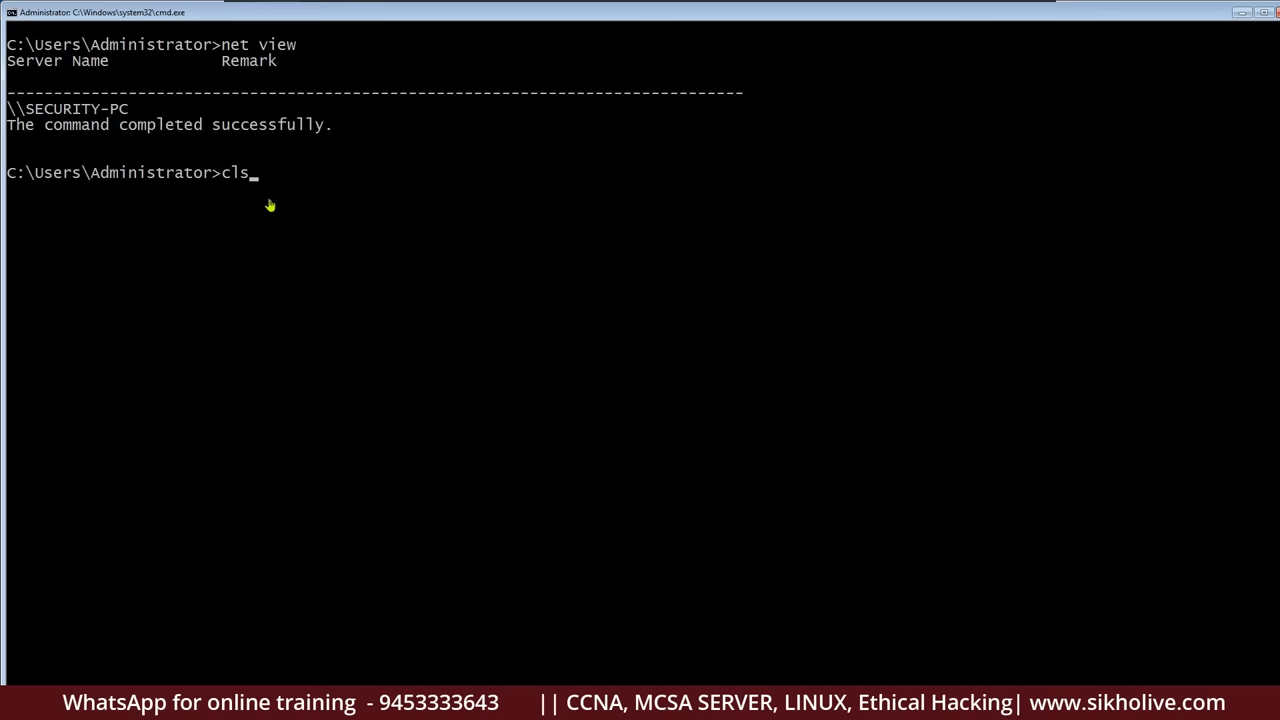 Administrator: C:\Windows\system32\cmd.exe
C:\Users\Administrator>net view
Server Name            Remark
-------------------------------------------------------------------------------
\\SECURITY-PC
The command completed successfully.
C:\Users\Administrator>cls_
WhatsApp for online training - 9453333643 || CCNA, MCSA SERVER, LINUX, Ethical Hacking| www.sikholive.com